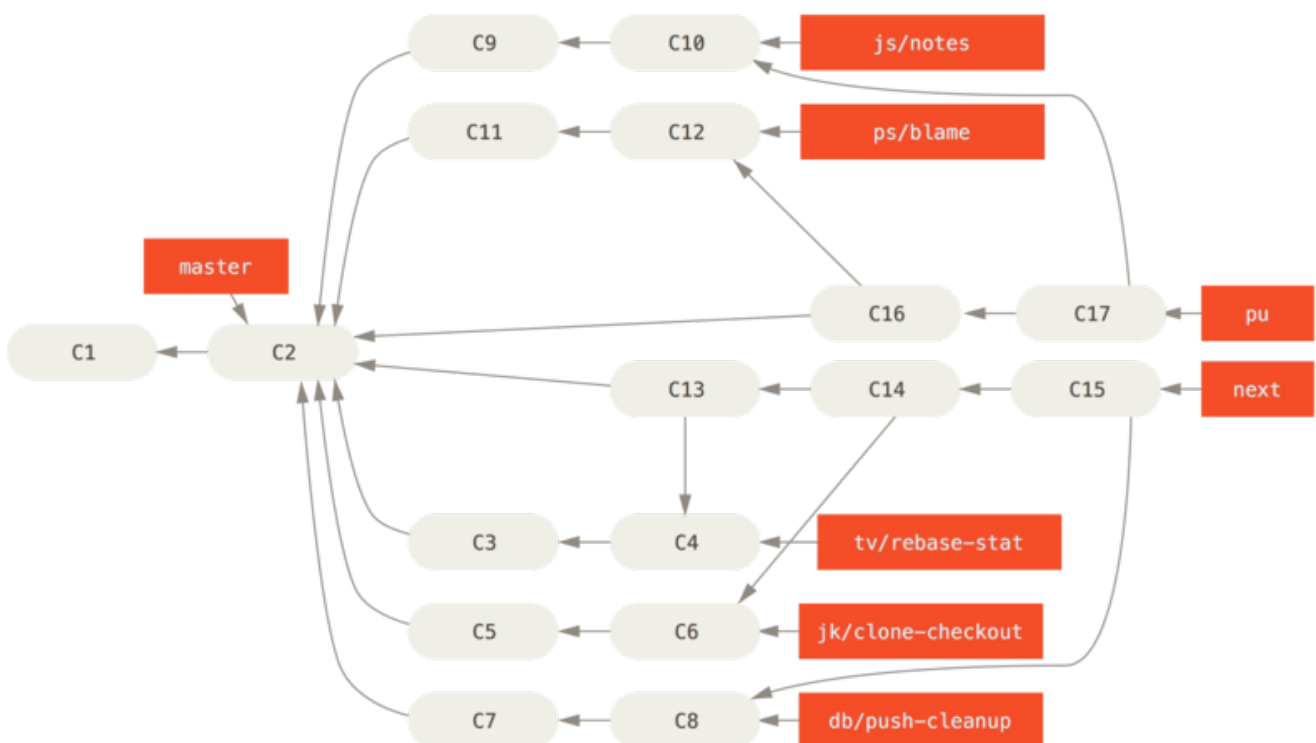 C9
C10
js/notes
C11
C12
ps/blame
master
C16
C17
pu
C1
C2
C13
C14
C15
next
C3
C4
tv/rebase-stat
C5
C6
jk/clone-checkout
C7
C8
db/push-cleanup